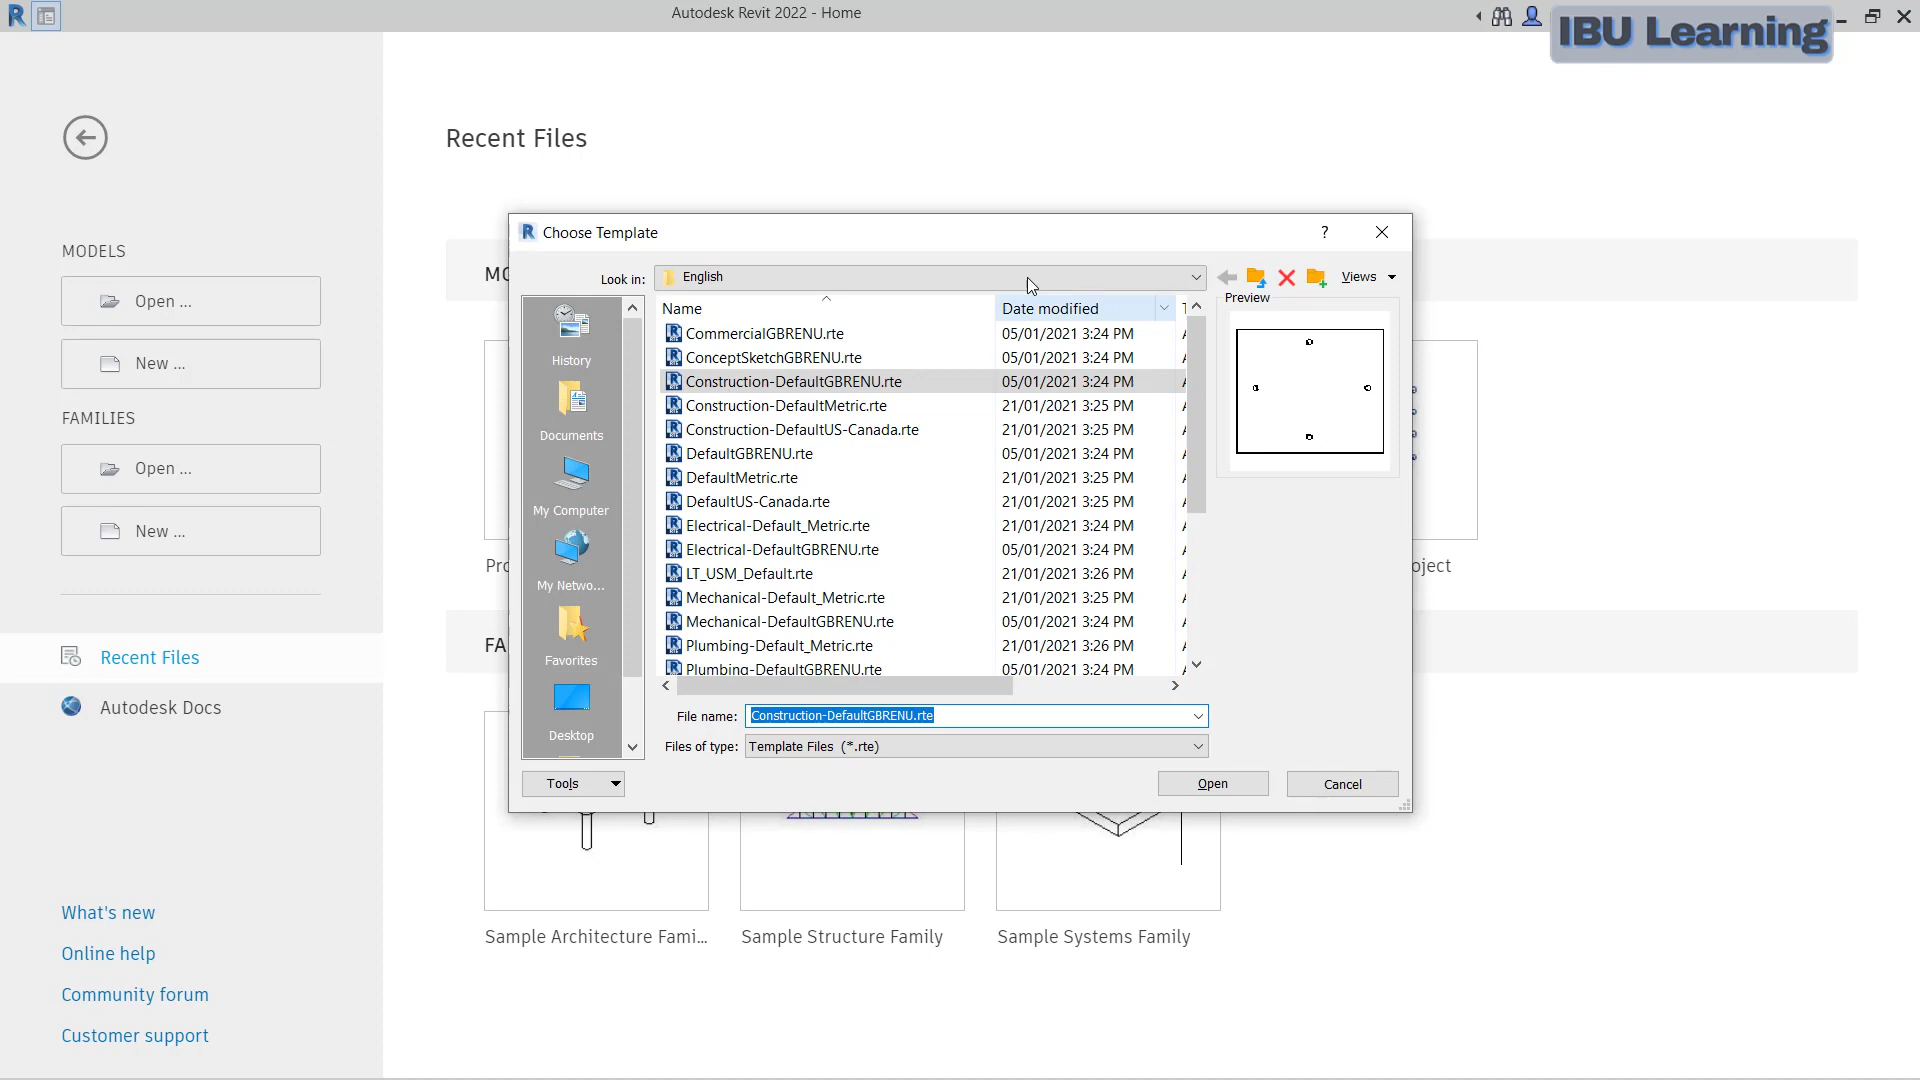 Autodesk Revit 2022 - Home
IBU Learning
Recent Files
MODELS
Open ...
New ...
FAMILIES
Open ...
New ...
Recent Files
Autodesk Docs
What's new
Online help
Community forum
Customer support
MO
Pro
oject
FA
Choose Template
?
Look in:
English
Views
History
Documents
My Computer
My Netwo...
Favorites
Desktop
Name Date modified
CommercialGBRENU.rte 05/01/2021 3:24 PM
ConceptSketchGBRENU.rte 05/01/2021 3:24 PM
Construction-DefaultGBRENU.rte 05/01/2021 3:24 PM
Construction-DefaultMetric.rte 21/01/2021 3:25 PM
Construction-DefaultUS-Canada.rte 21/01/2021 3:25 PM
DefaultGBRENU.rte 05/01/2021 3:24 PM
DefaultMetric.rte 21/01/2021 3:25 PM
DefaultUS-Canada.rte 21/01/2021 3:25 PM
Electrical-Default_Metric.rte 21/01/2021 3:24 PM
Electrical-DefaultGBRENU.rte 05/01/2021 3:24 PM
LT_USM_Default.rte 21/01/2021 3:26 PM
Mechanical-Default_Metric.rte 21/01/2021 3:25 PM
Mechanical-DefaultGBRENU.rte 05/01/2021 3:24 PM
Plumbing-Default_Metric.rte 21/01/2021 3:26 PM
Plumbing-DefaultGBRENU.rte 05/01/2021 3:24 PM
Preview
File name: Construction-DefaultGBRENU.rte
Files of type: Template Files (*.rte)
Tools
Open
Cancel
Sample Architecture Fami...
Sample Structure Family
Sample Systems Family